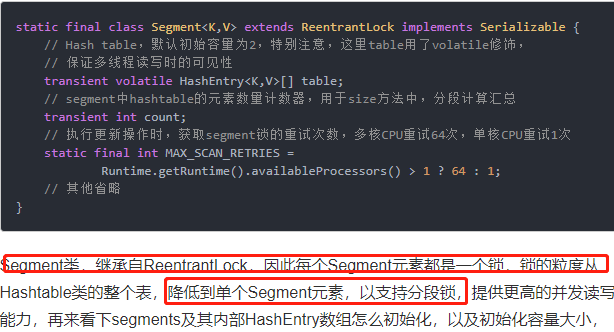 static final class Segment<K,V> extends ReentrantLock implements Serializable {
// Hash table，默认初始容量为2，特别注意，这里table用了volatile修饰，
// 保证多线程读写时的可见性
transient volatile HashEntry<K,V>[] table;
// segment中hashtable的元素数量计数器，用于size方法中，分段计算汇总
transient int count;
// 执行更新操作时，获取segment锁的重试次数，多核CPU重试64次，单核CPU重试1次
static final int MAX_SCAN_RETRIES =
Runtime.getRuntime().availableProcessors() > 1 ? 64 : 1;
// 其他省略
}
Segment类，继承自ReentrantLock，因此每个Segment元素都是一个锁，锁的粒度从
Hashtable类的整个表，降低到单个Segment元素，以支持分段锁，提供更高的并发读写
能力，再来看下segments及其内部HashEntry数组怎么初始化，以及初始化容量大小，